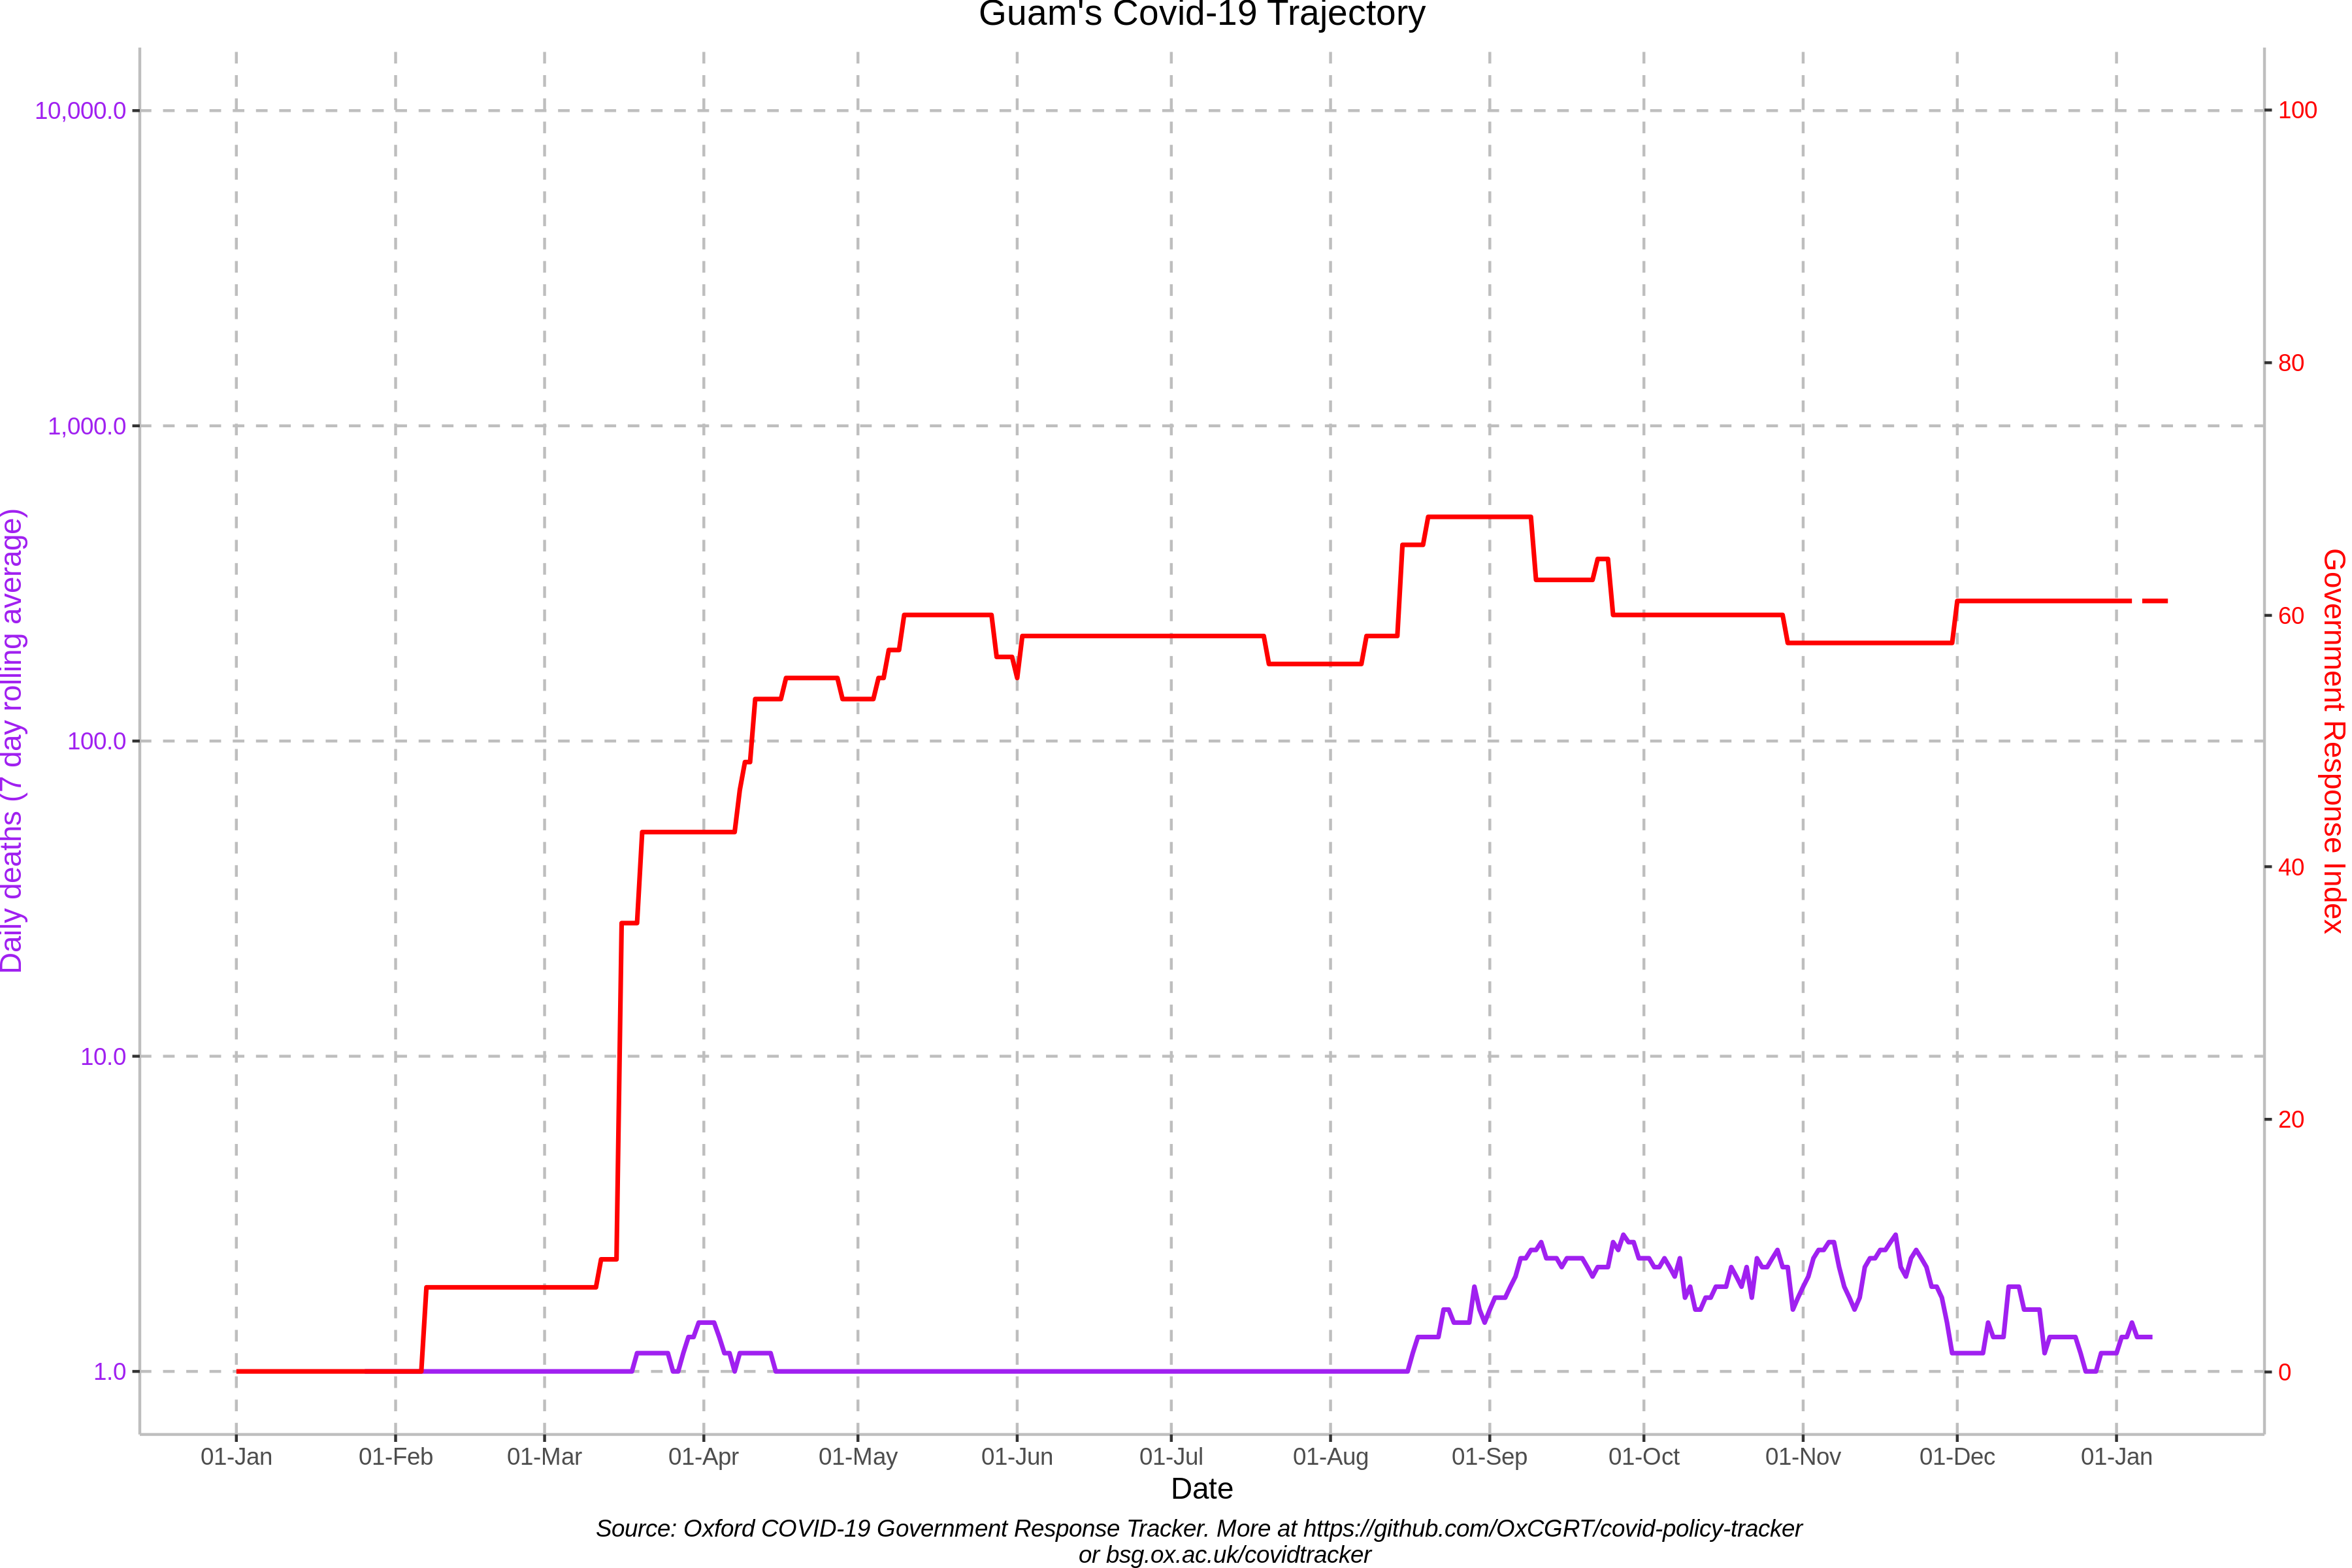 Guam's Covid-19 Trajectory
10,000.0
1,000.0
100.0
10.0
1.0
Daily deaths (7 day rolling average)
100
80
60
40
20
0
Government Response Index
01-Jan 01-Feb 01-Mar 01-Apr 01-May 01-Jun 01-Jul 01-Aug 01-Sep 01-Oct 01-Nov 01-Dec 01-Jan
Date
Source: Oxford COVID-19 Government Response Tracker. More at https://github.com/OxCGRT/covid-policy-tracker
or bsg.ox.ac.uk/covidtracker